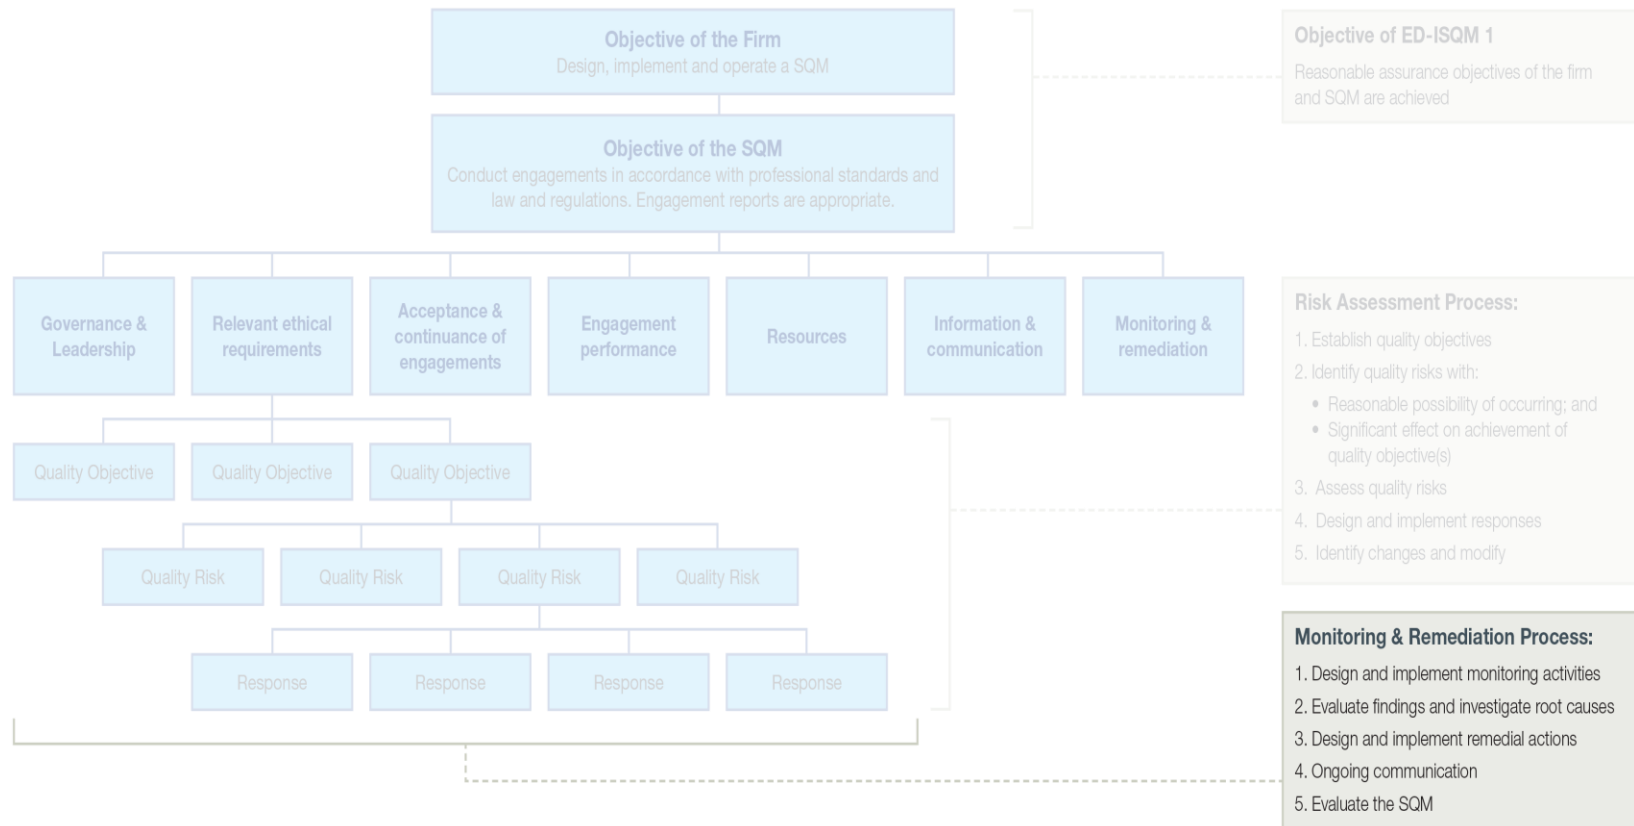 Objective of the Firm
Design, implement and operate a SQM
Objective of ED-ISQM 1
Reasonable assurance objectives of the firm
and SQM are achieved
Objective of the SQM
Conduct engagements in accordance with professional standards and
law and regulations. Engagement reports are appropriate.
Governance &
Leadership
Relevant ethical
requirements
Acceptance &
continuance of
engagements
Engagement
performance
Resources
Information &
communication
Monitoring &
remediation
Risk Assessment Process:
1. Establish quality objectives
2. Identify quality risks with:
• Reasonable possibility of occurring; and
• Significant effect on achievement of
quality objective(s)
3. Assess quality risks
4. Design and implement responses
5. Identify changes and modify
Quality Objective
Quality Objective
Quality Objective
Quality Risk
Quality Risk
Quality Risk
Quality Risk
Response
Response
Response
Response
Monitoring & Remediation Process:
1. Design and implement monitoring activities
2. Evaluate findings and investigate root causes
3. Design and implement remedial actions
4. Ongoing communication
5. Evaluate the SQM